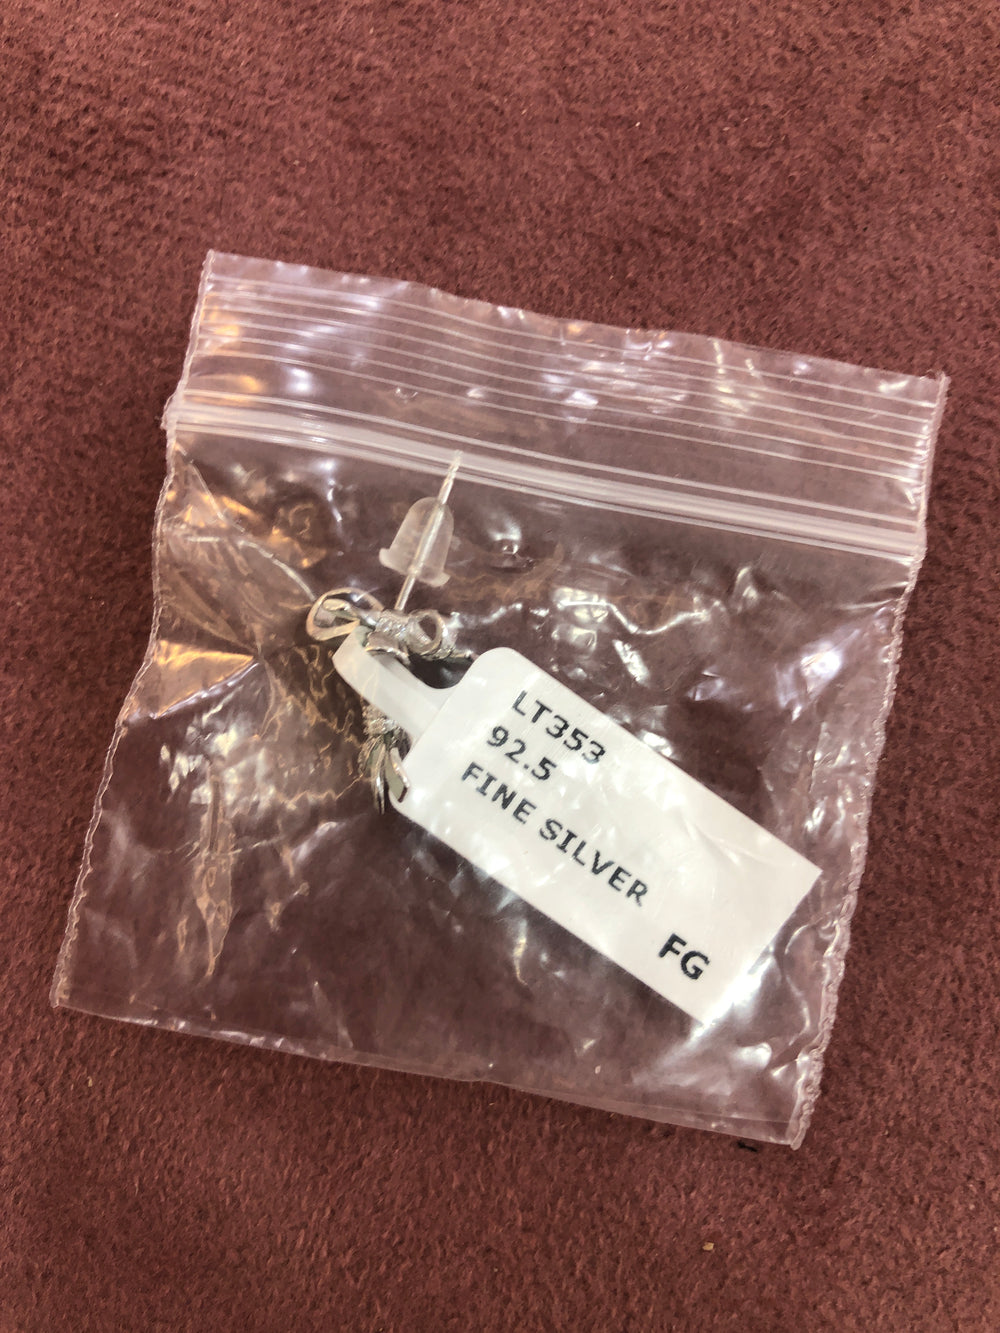 LT353
92.5
FINE SILVER
FG